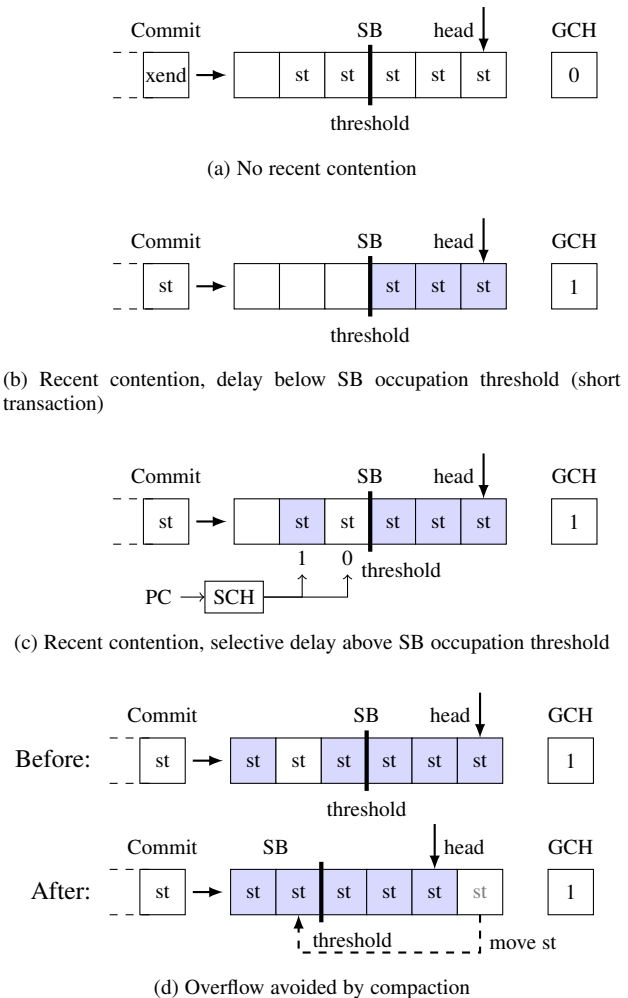 Commit SB head GCH
xend st st st st st 0
threshold
(a) No recent contention
Commit SB head GCH
st st st st 1
threshold
(b) Recent contention, delay below SB occupation threshold (short
transaction)
Commit SB head GCH
st st st st st st 1
1 0 threshold
PC SCH
(c) Recent contention, selective delay above SB occupation threshold
Commit SB head GCH
Before: st st st st st st st 1
threshold
Commit SB head GCH
After: st st st st st st st 1
threshold move st
(d) Overflow avoided by compaction